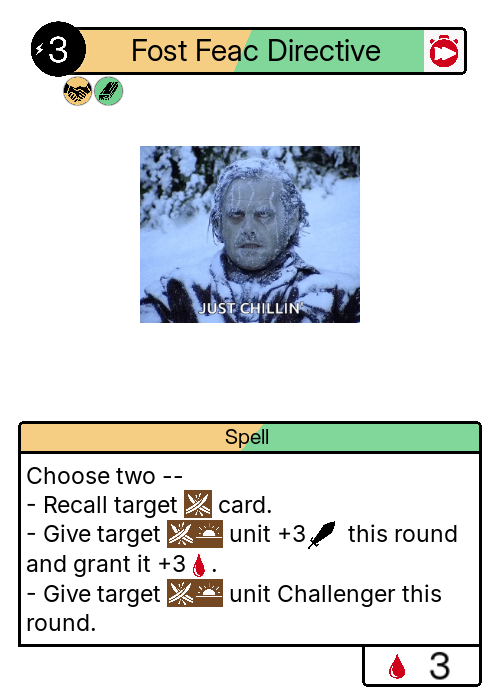 3
Fost Feac Directive
JUST CHILLIN'
Spell
Choose two --
- Recall target card.
- Give target unit +3 this round
and grant it +3 .
- Give target unit Challenger this
round.
3